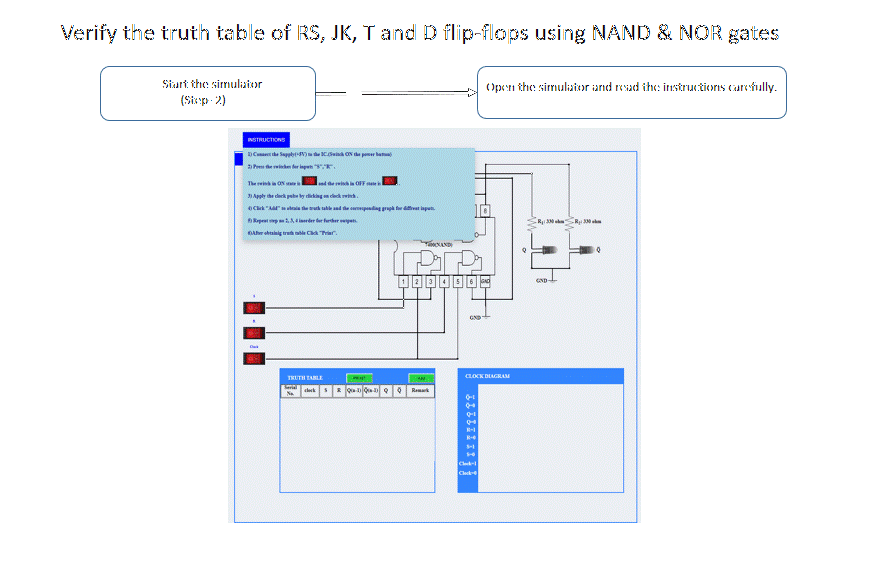 Verify the truth table of RS, JK, T and D flip-flops using NAND & NOR gates
Start the simulator
(Step- 2)
Open the simulator and read the instructions carefully.
INSTRUCTIONS
1) Connect the Supply(+5V) to the IC.(Switch ON the power button)
2) Press the switches for inputs "S","R" .
The switch in ON state is and the switch in OFF state is .
3) Apply the clock pulse by clicking on clock switch .
4) Click "Add" to obtain the truth table and the corresponding graph for diffrent inputs.
5) Repeat step no 2, 3, 4 inorder for further outputs.
6)After obtainig truth table Click "Print".
8
R1: 330 ohm
R2: 330 ohm
7400(NAND)
Q
Q̄
GND
1 2 3 4 5 6 GND
S
R
GND
Clock
TRUTH TABLE
PRINT
Add
Serial No. clock S R Q(n-1) Q̄(n-1) Q Q̄ Remark
CLOCK DIAGRAM
Q̄=1
Q̄=0
Q=1
Q=0
R=1
R=0
S=1
S=0
Clock=1
Clock=0